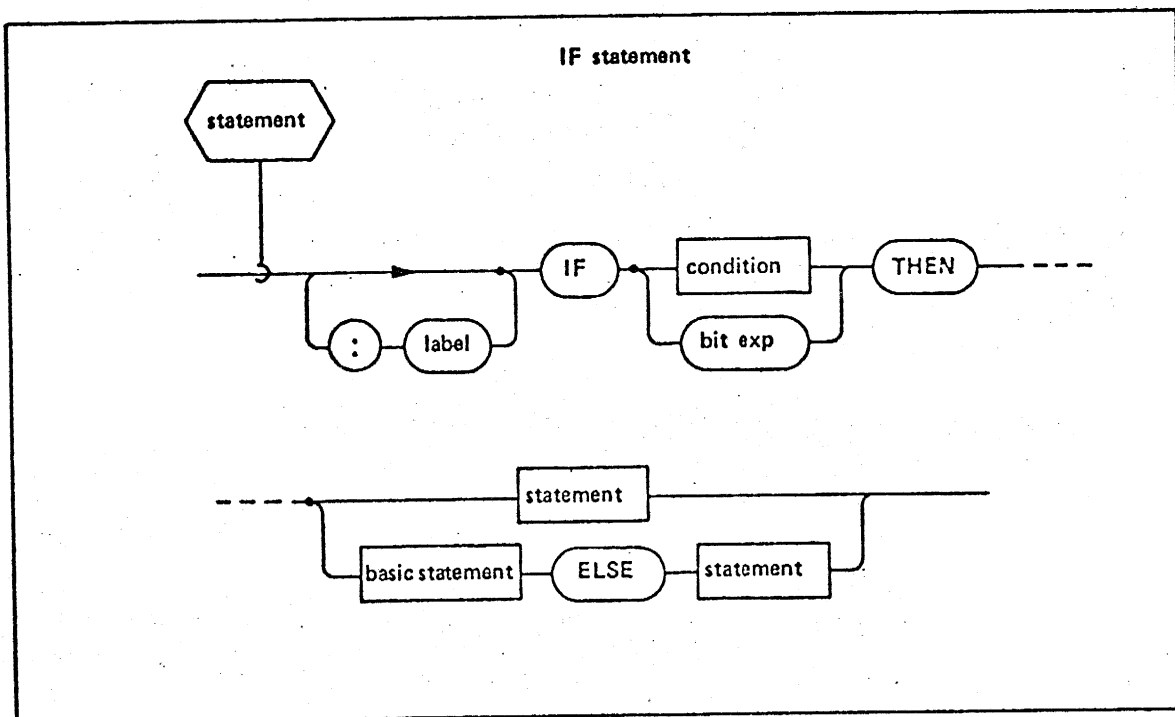 IF statement
statement
IF
condition
THEN
:
label
bit exp
statement
basic statement
ELSE
statement